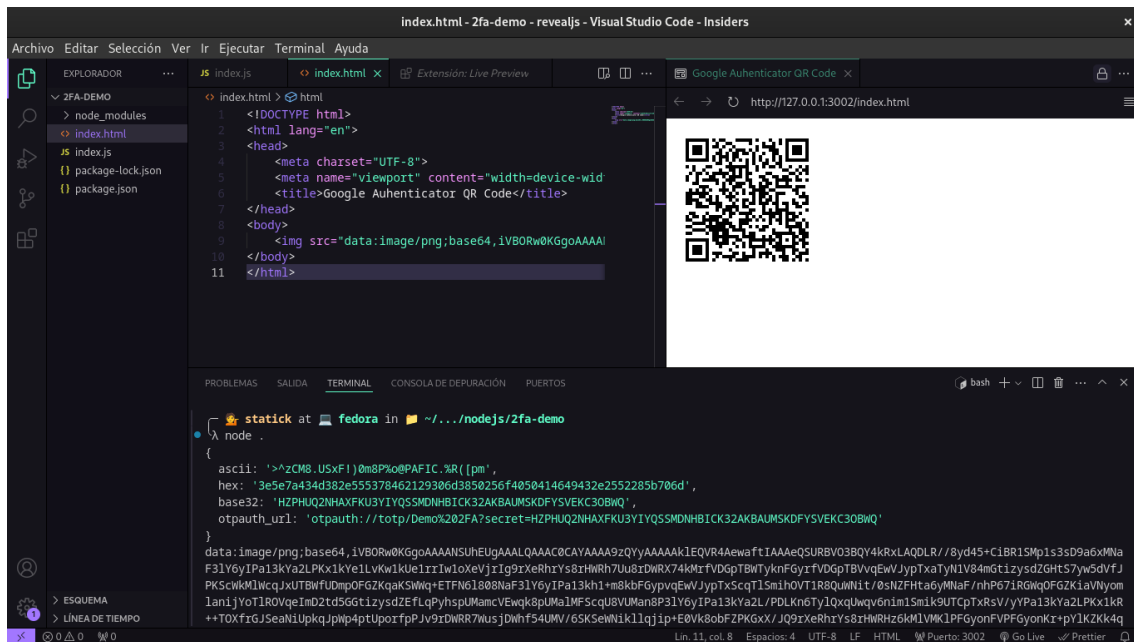 index.html - 2fa-demo - revealjs - Visual Studio Code - Insiders
Archivo Editar Selección Ver Ir Ejecutar Terminal Ayuda
EXPLORADOR
2FA-DEMO
node_modules
index.html
JS index.js
{} package-lock.json
{} package.json
ESQUEMA
LÍNEA DE TIEMPO
JS index.js
index.html
Extensión: Live Preview
index.html > html
1 <!DOCTYPE html>
2 <html lang="en">
3 <head>
4 <meta charset="UTF-8">
5 <meta name="viewport" content="width=device-wid
6 <title>Google Auhenticator QR Code</title>
7 </head>
8 <body>
9 <img src="data:image/png;base64,iVBORw0KGgoAAAA
10 </body>
11 </html>
Google Auhenticator QR Code
http://127.0.0.1:3002/index.html
PROBLEMAS SALIDA TERMINAL CONSOLA DE DEPURACIÓN PUERTOS
bash
statick at fedora in ~/.../nodejs/2fa-demo
λ node .
{
ascii: '>^zCM8.USxF!)0m8P%o@PAFIC.%R([pm',
hex: '3e5e7a434d382e555378462129306d3850256f4050414649432e2552285b706d',
base32: 'HZPHUQ2NHAXFKU3YIYQSSMDNHBICK32AKBAUMSKDFYSVEKC3OBWQ',
otpauth_url: 'otpauth://totp/Demo%202FA?secret=HZPHUQ2NHAXFKU3YIYQSSMDNHBICK32AKBAUMSKDFYSVEKC3OBWQ'
}
1
0 0 0
Lín. 11, col. 8 Espacios: 4 UTF-8 LF HTML Puerto: 3002 Go Live Prettier